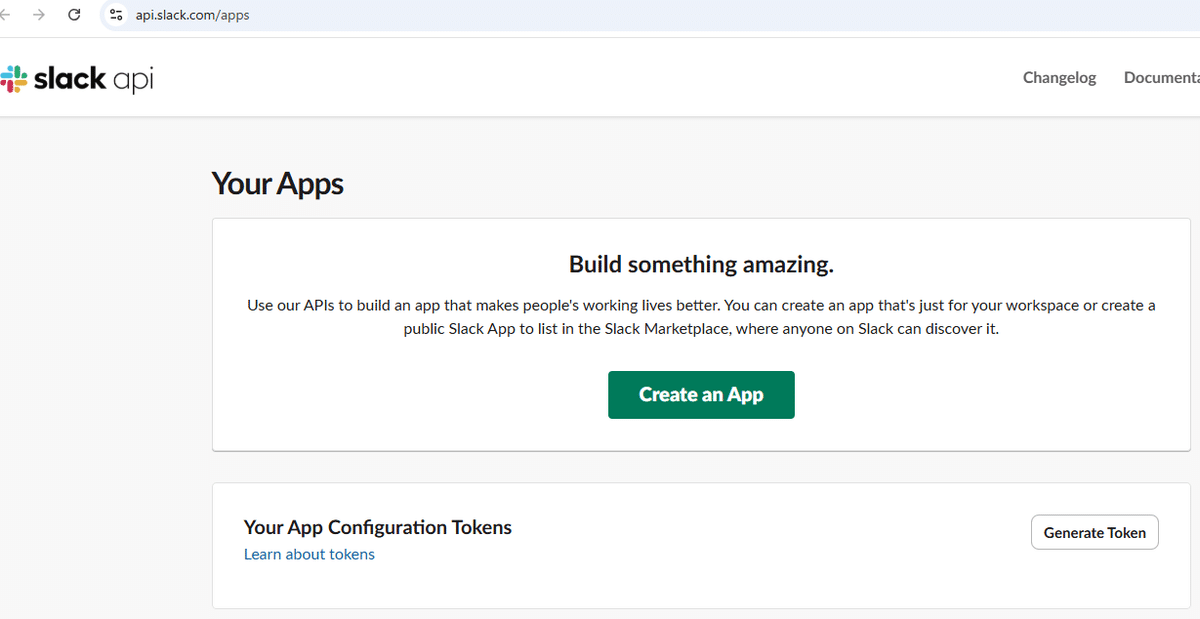 api.slack.com/apps
slack api
Changelog
Your Apps
Build something amazing.
Use our APIs to build an app that makes people's working lives better. You can create an app that's just for your workspace or create a
public Slack App to list in the Slack Marketplace, where anyone on Slack can discover it.
Create an App
Your App Configuration Tokens
Generate Token
Learn about tokens